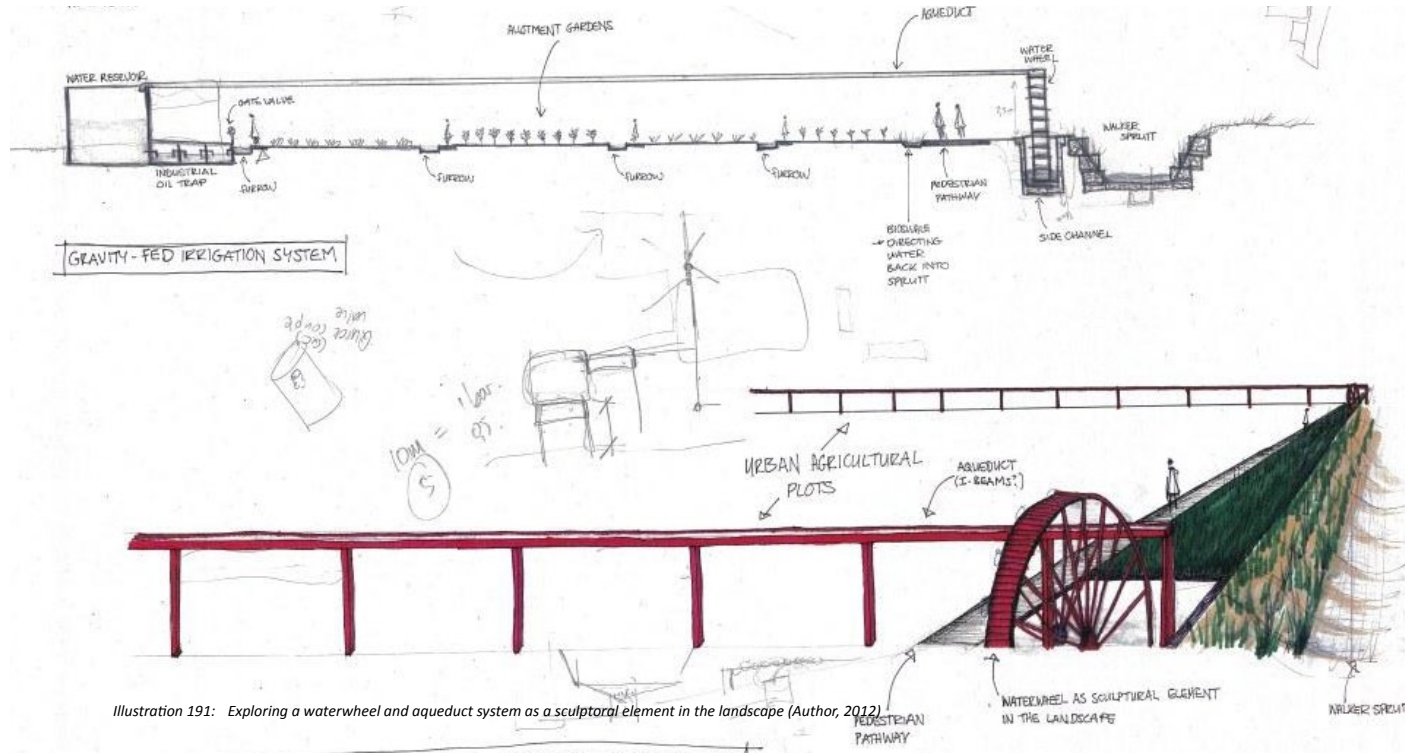 ALLOTMENT GARDENS
AQUEDUCT
WATER
WHEEL
WATER RESERVOIR
GATE VALVE
WALKER
SPRUIT
INDUSTRIAL
OIL TRAP
FURROW
FURROW
FURROW
FURROW
PEDESTRIAN
PATHWAY
BIOSWALE
DIRECTING
WATER
BACK INTO
SPRUIT
SIDE CHANNEL
GRAVITY-FED IRRIGATION SYSTEM
valve
10M =
5
URBAN AGRICULTURAL
PLOTS
AQUEDUCT
(I-BEAMS?)
Illustration 191: Exploring a waterwheel and aqueduct system as a sculptoral element in the landscape (Author, 2012)
PEDESTRIAN
PATHWAY
WATERWHEEL AS SCULPTURAL ELEMENT
IN THE LANDSCAPE
WALKER SPRUIT